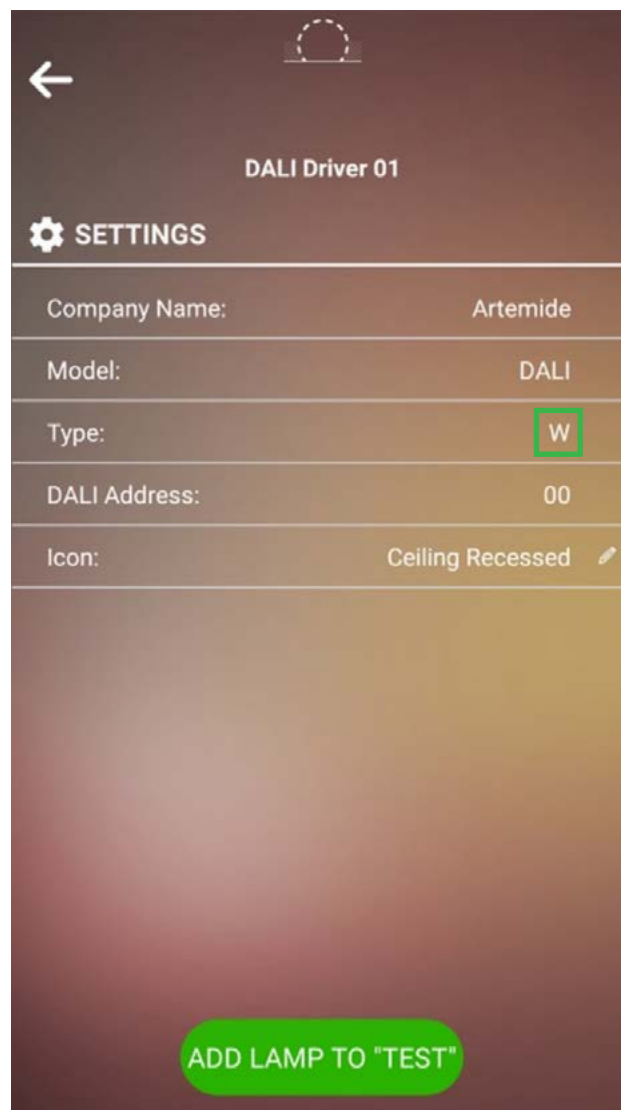 DALI Driver 01
SETTINGS
Company Name: Artemide
Model: DALI
Type: W
DALI Address: 00
Icon: Ceiling Recessed
ADD LAMP TO "TEST"